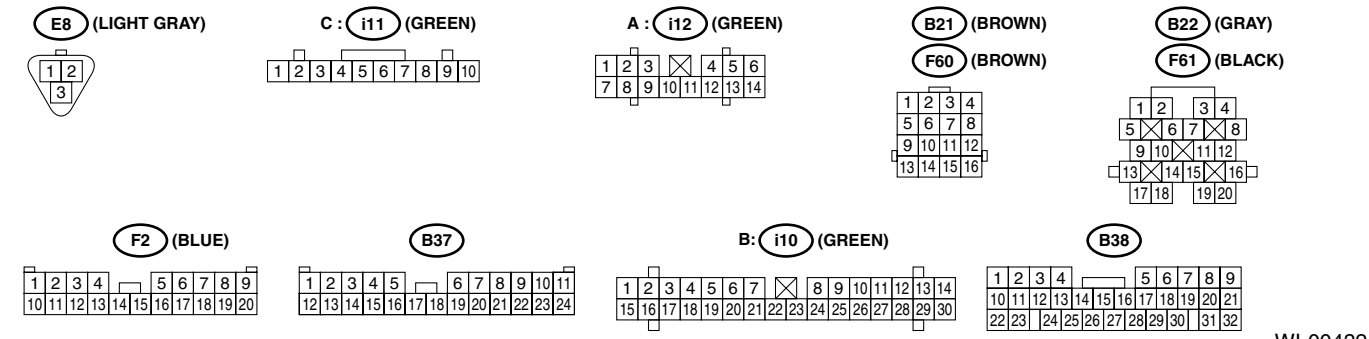 E8 (LIGHT GRAY)
C : i11 (GREEN)
A : i12 (GREEN)
B21 (BROWN)
B22 (GRAY)
F60 (BROWN)
F61 (BLACK)
1 2
3
1 2 3 4 5 6 7 8 9 10
1 2 3 4 5 6
7 8 9 10 11 12 13 14
1 2 3 4
5 6 7 8
9 10 11 12
13 14 15 16
1 2 3 4
5 6 7 8
9 10 11 12
13 14 15 16
17 18 19 20
F2 (BLUE)
B37
B: i10 (GREEN)
B38
1 2 3 4 5 6 7 8 9
10 11 12 13 14 15 16 17 18 19 20
1 2 3 4 5 6 7 8 9 10 11
12 13 14 15 16 17 18 19 20 21 22 23 24
1 2 3 4 5 6 7 8 9 10 11 12 13 14
15 16 17 18 19 20 21 22 23 24 25 26 27 28 29 30
1 2 3 4 5 6 7 8 9
10 11 12 13 14 15 16 17 18 19 20 21
22 23 24 25 26 27 28 29 30 31 32